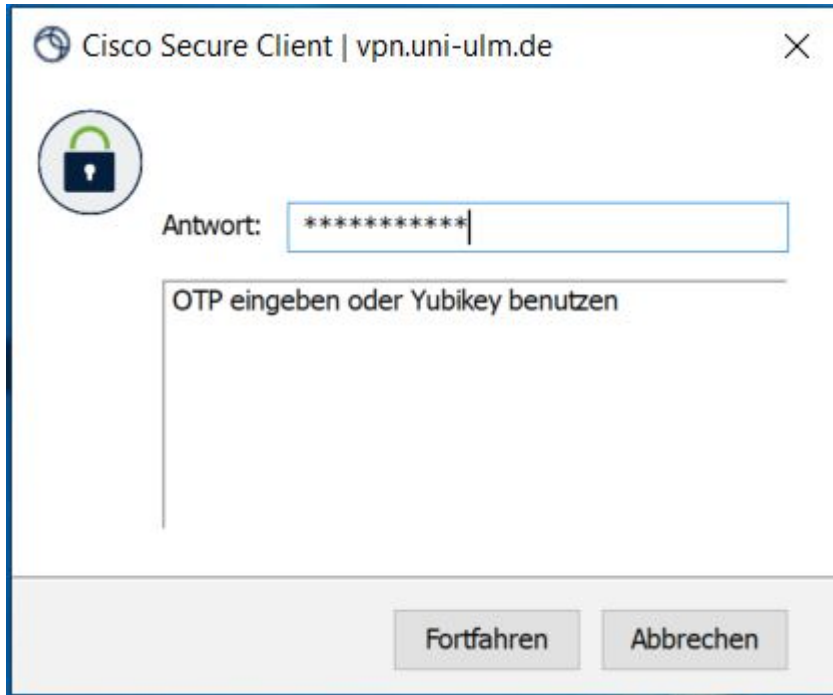 Cisco Secure Client | vpn.uni-ulm.de
Antwort: ***********
OTP eingeben oder Yubikey benutzen
Fortfahren Abbrechen